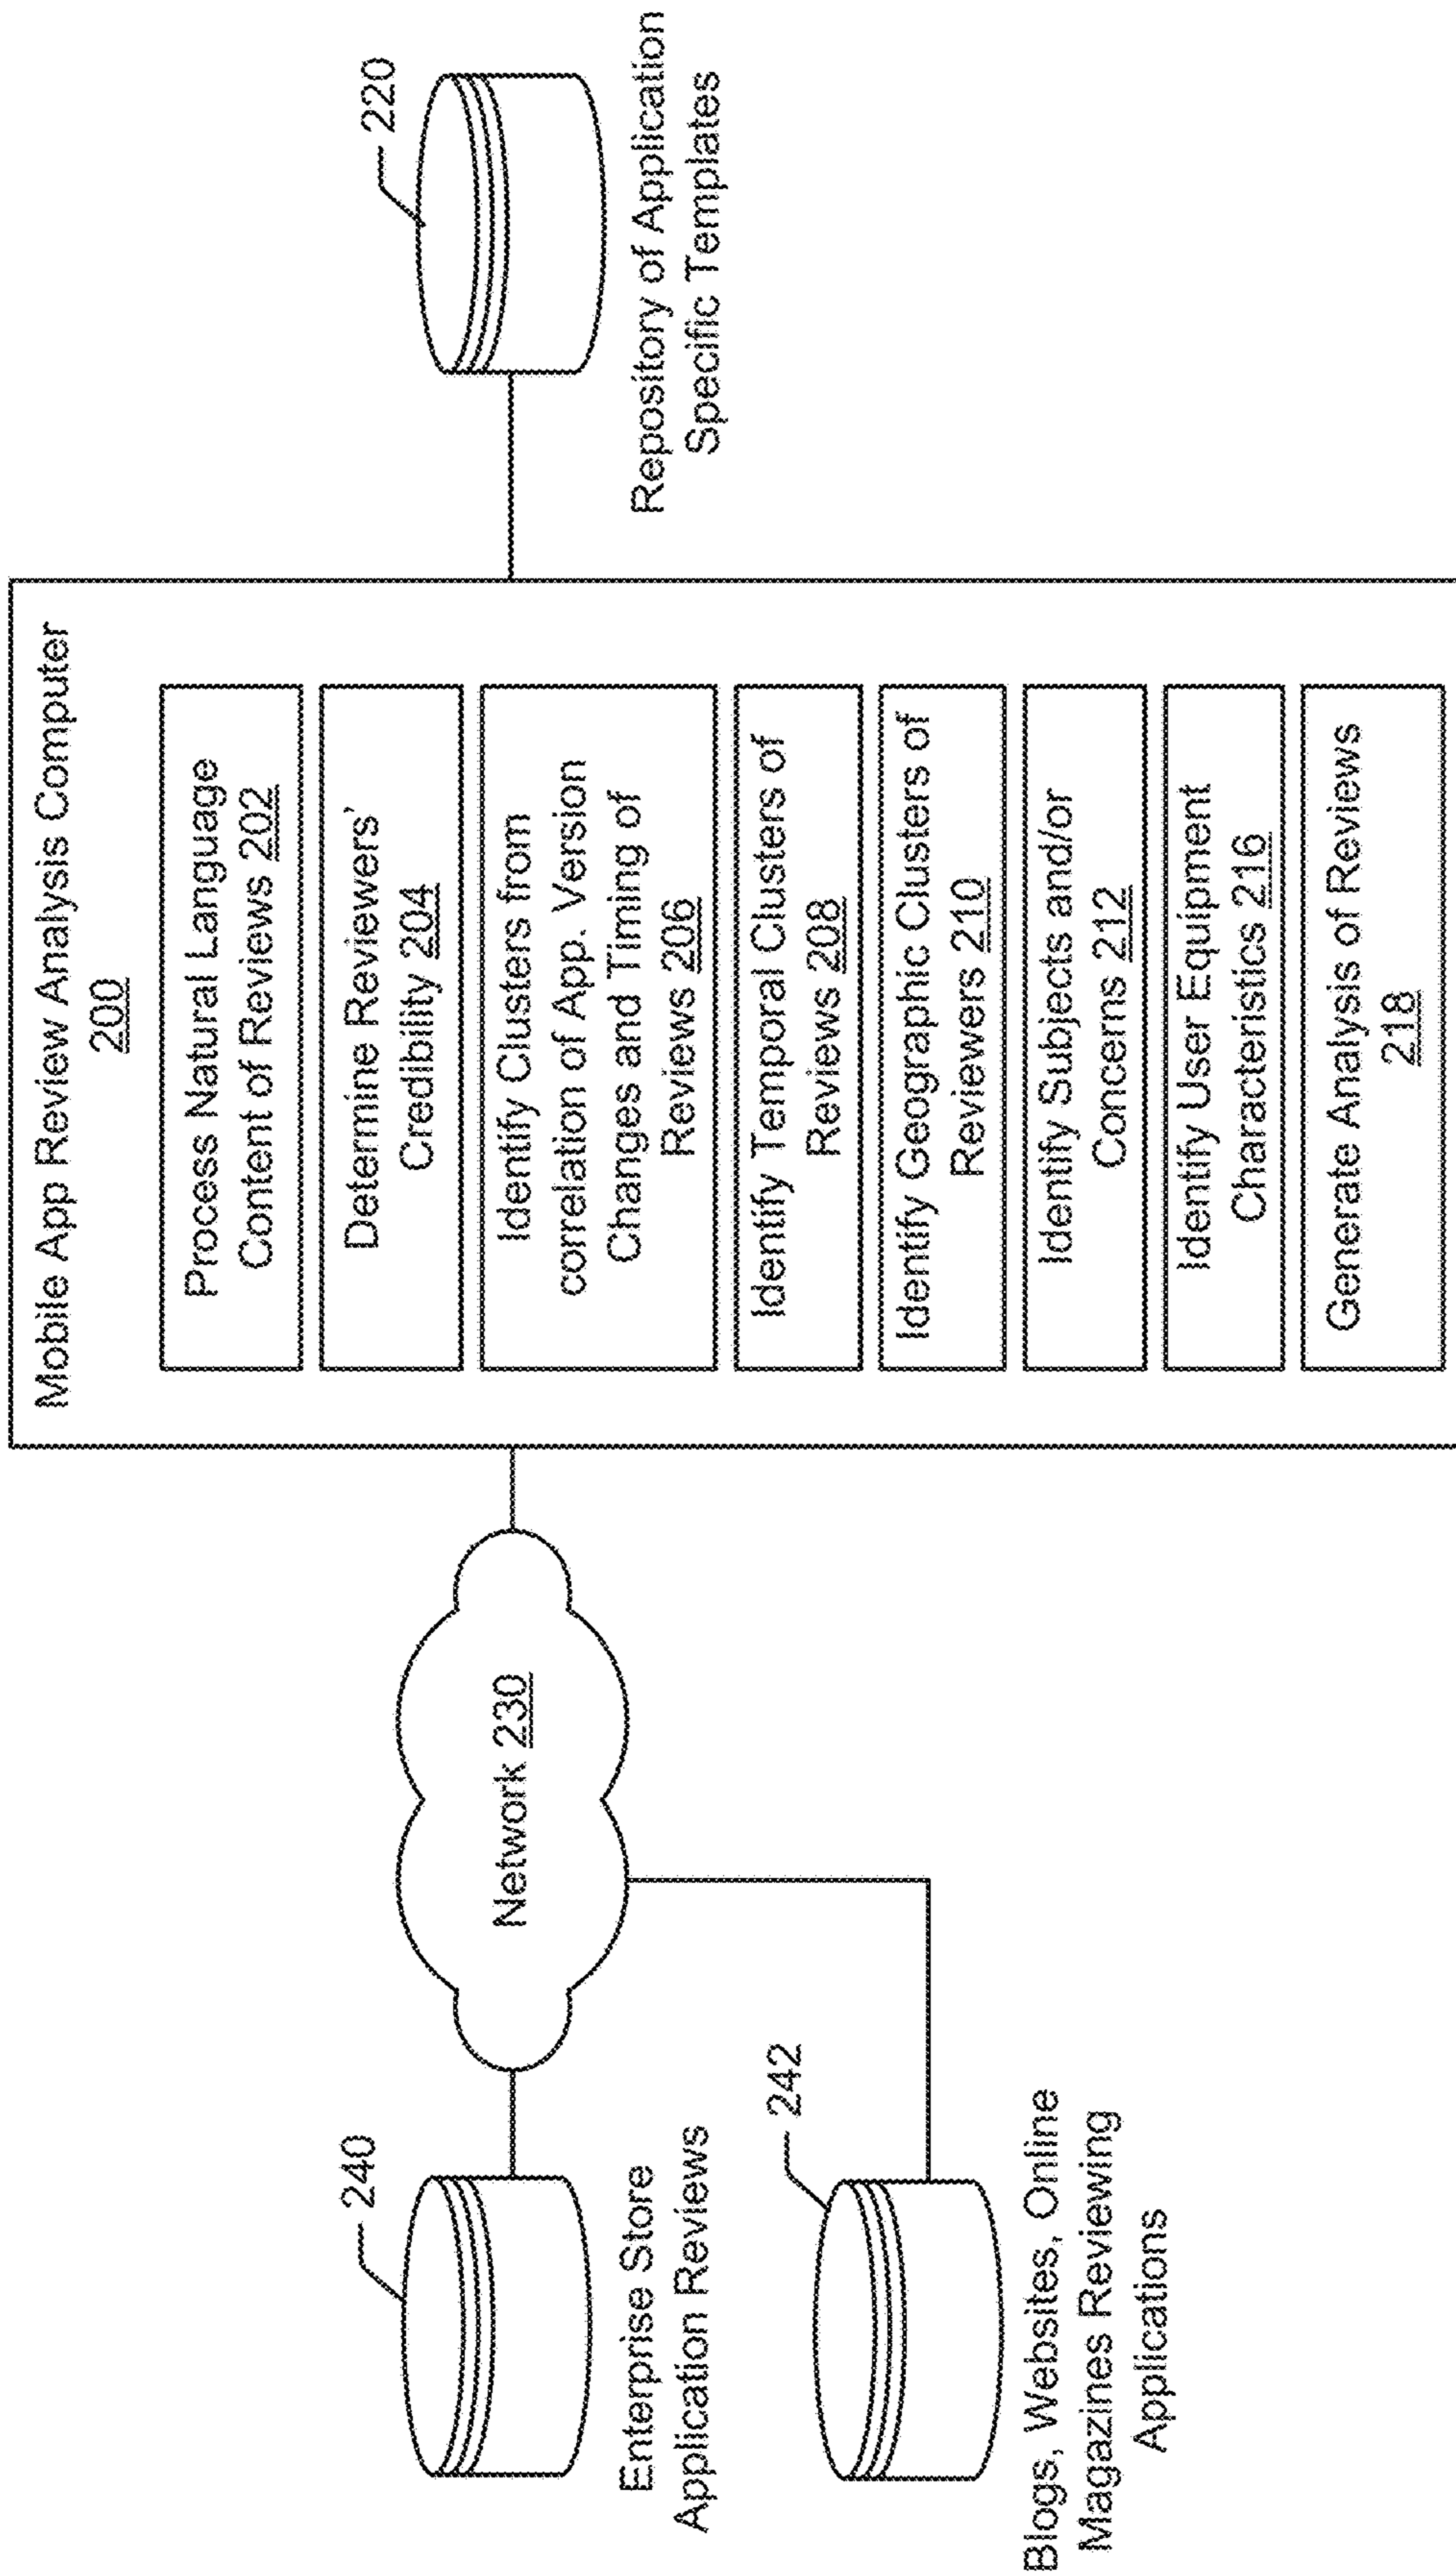 240
Enterprise Store
Application Reviews
242
Blogs, Websites, Online
Magazines Reviewing
Applications
Network 230
Mobile App Review Analysis Computer
200
Process Natural Language
Content of Reviews 202
Determine Reviewers'
Credibility 204
Identify Clusters from
correlation of App. Version
Changes and Timing of
Reviews 206
Identify Temporal Clusters of
Reviews 208
Identify Geographic Clusters of
Reviewers 210
Identify Subjects and/or
Concerns 212
Identify User Equipment
Characteristics 216
Generate Analysis of Reviews
218
220
Repository of Application
Specific Templates